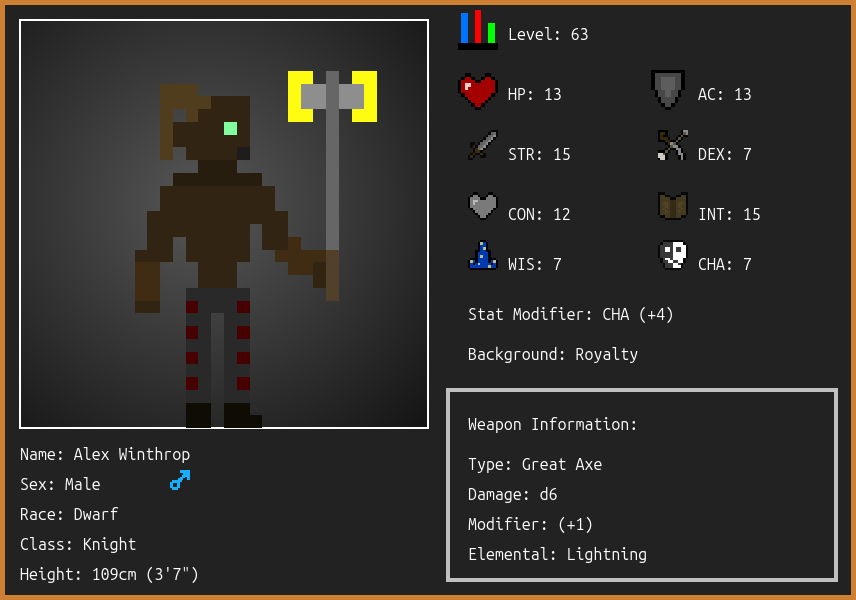 Level: 63
HP: 13
AC: 13
STR: 15
DEX: 7
CON: 12
INT: 15
WIS: 7
CHA: 7
Stat Modifier: CHA (+4)
Background: Royalty
Weapon Information:
Type: Great Axe
Damage: d6
Modifier: (+1)
Elemental: Lightning
Name: Alex Winthrop
Sex: Male
Race: Dwarf
Class: Knight
Height: 109cm (3'7")